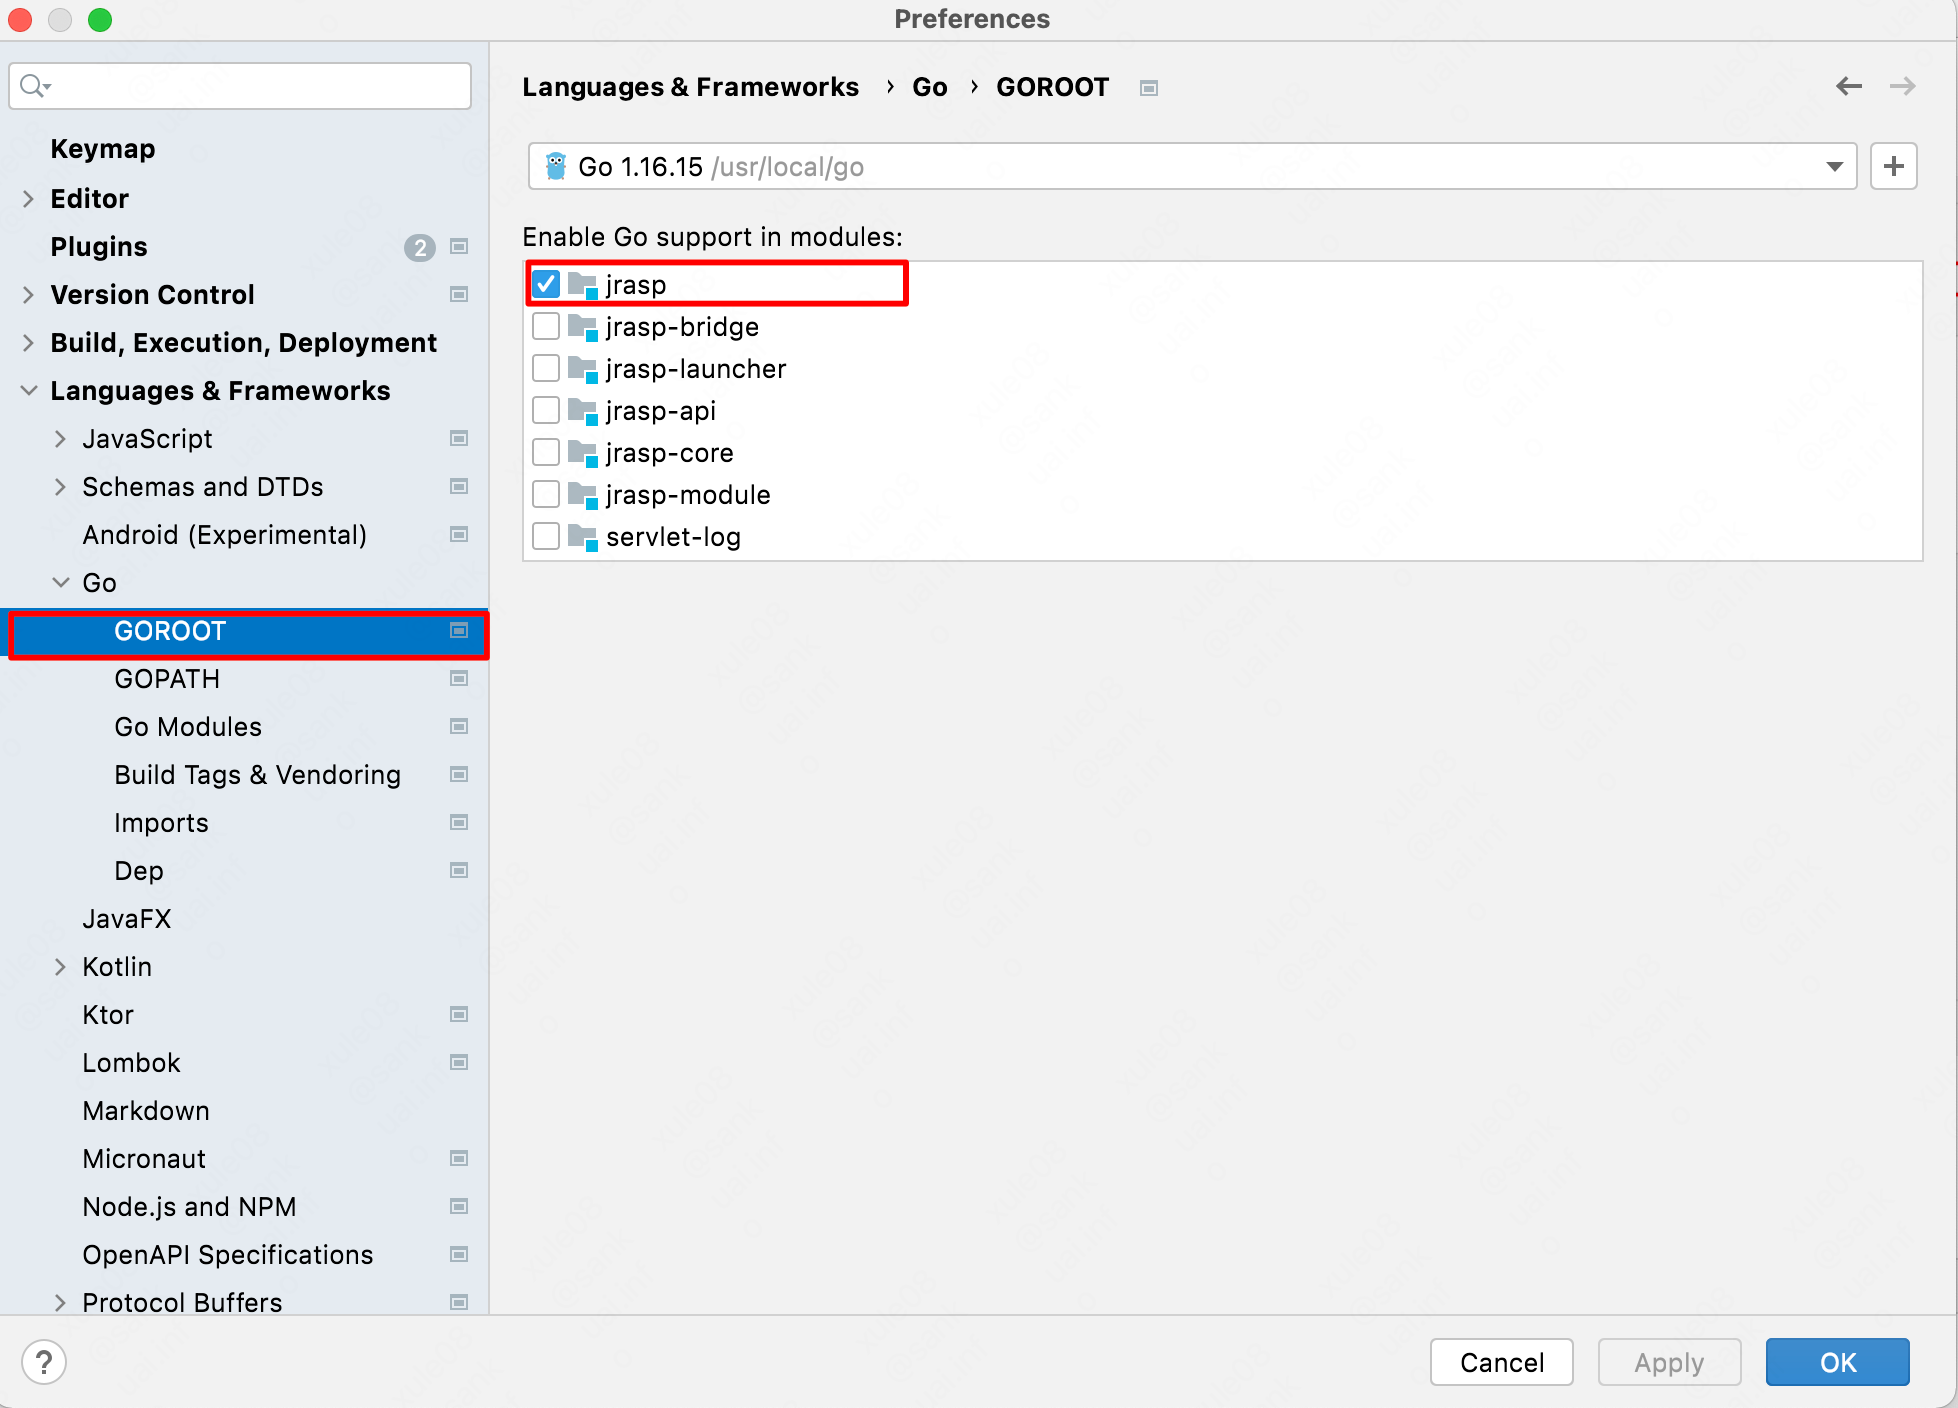 Preferences
Keymap
Editor
Plugins 2
Version Control
Build, Execution, Deployment
Languages & Frameworks
JavaScript
Schemas and DTDs
Android (Experimental)
Go
GOROOT
GOPATH
Go Modules
Build Tags & Vendoring
Imports
Dep
JavaFX
Kotlin
Ktor
Lombok
Markdown
Micronaut
Node.js and NPM
OpenAPI Specifications
Protocol Buffers
Languages & Frameworks › Go › GOROOT
Go 1.16.15 /usr/local/go
Enable Go support in modules:
jrasp
jrasp-bridge
jrasp-launcher
jrasp-api
jrasp-core
jrasp-module
servlet-log
?
Cancel
Apply
OK